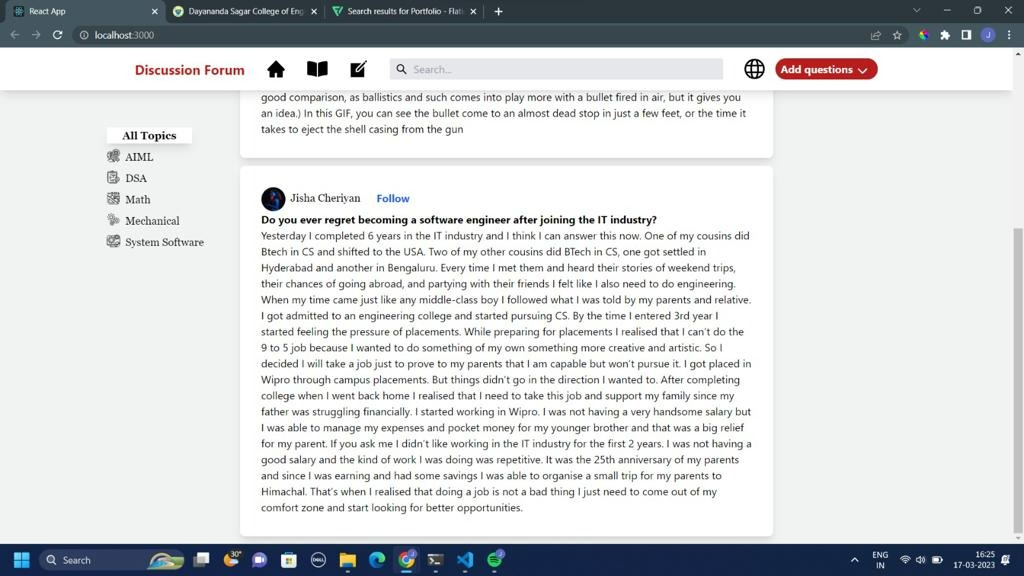 React App
Dayananda Sagar College of Eng
Search results for Portfolio - Flat
localhost:3000
J
Discussion Forum
Search...
Add questions
good comparison, as ballistics and such comes into play more with a bullet fired in air, but it gives you
an idea.) In this GIF, you can see the bullet come to an almost dead stop in just a few feet, or the time it
takes to eject the shell casing from the gun
All Topics
AIML
DSA
Math
Mechanical
System Software
Jisha Cheriyan Follow
Do you ever regret becoming a software engineer after joining the IT industry?
Yesterday I completed 6 years in the IT industry and I think I can answer this now. One of my cousins did
Btech in CS and shifted to the USA. Two of my other cousins did BTech in CS, one got settled in
Hyderabad and another in Bengaluru. Every time I met them and heard their stories of weekend trips,
their chances of going abroad, and partying with their friends I felt like I also need to do engineering.
When my time came just like any middle-class boy I followed what I was told by my parents and relative.
I got admitted to an engineering college and started pursuing CS. By the time I entered 3rd year I
started feeling the pressure of placements. While preparing for placements I realised that I can't do the
9 to 5 job because I wanted to do something of my own something more creative and artistic. So I
decided I will take a job just to prove to my parents that I am capable but won't pursue it. I got placed in
Wipro through campus placements. But things didn't go in the direction I wanted to. After completing
college when I went back home I realised that I need to take this job and support my family since my
father was struggling financially. I started working in Wipro. I was not having a very handsome salary but
I was able to manage my expenses and pocket money for my younger brother and that was a big relief
for my parent. If you ask me I didn't like working in the IT industry for the first 2 years. I was not having a
good salary and the kind of work I was doing was repetitive. It was the 25th anniversary of my parents
and since I was earning and had some savings I was able to organise a small trip for my parents to
Himachal. That's when I realised that doing a job is not a bad thing I just need to come out of my
comfort zone and start looking for better opportunities.
Search
30°
DELL
ENG
IN
16:25
17-03-2023